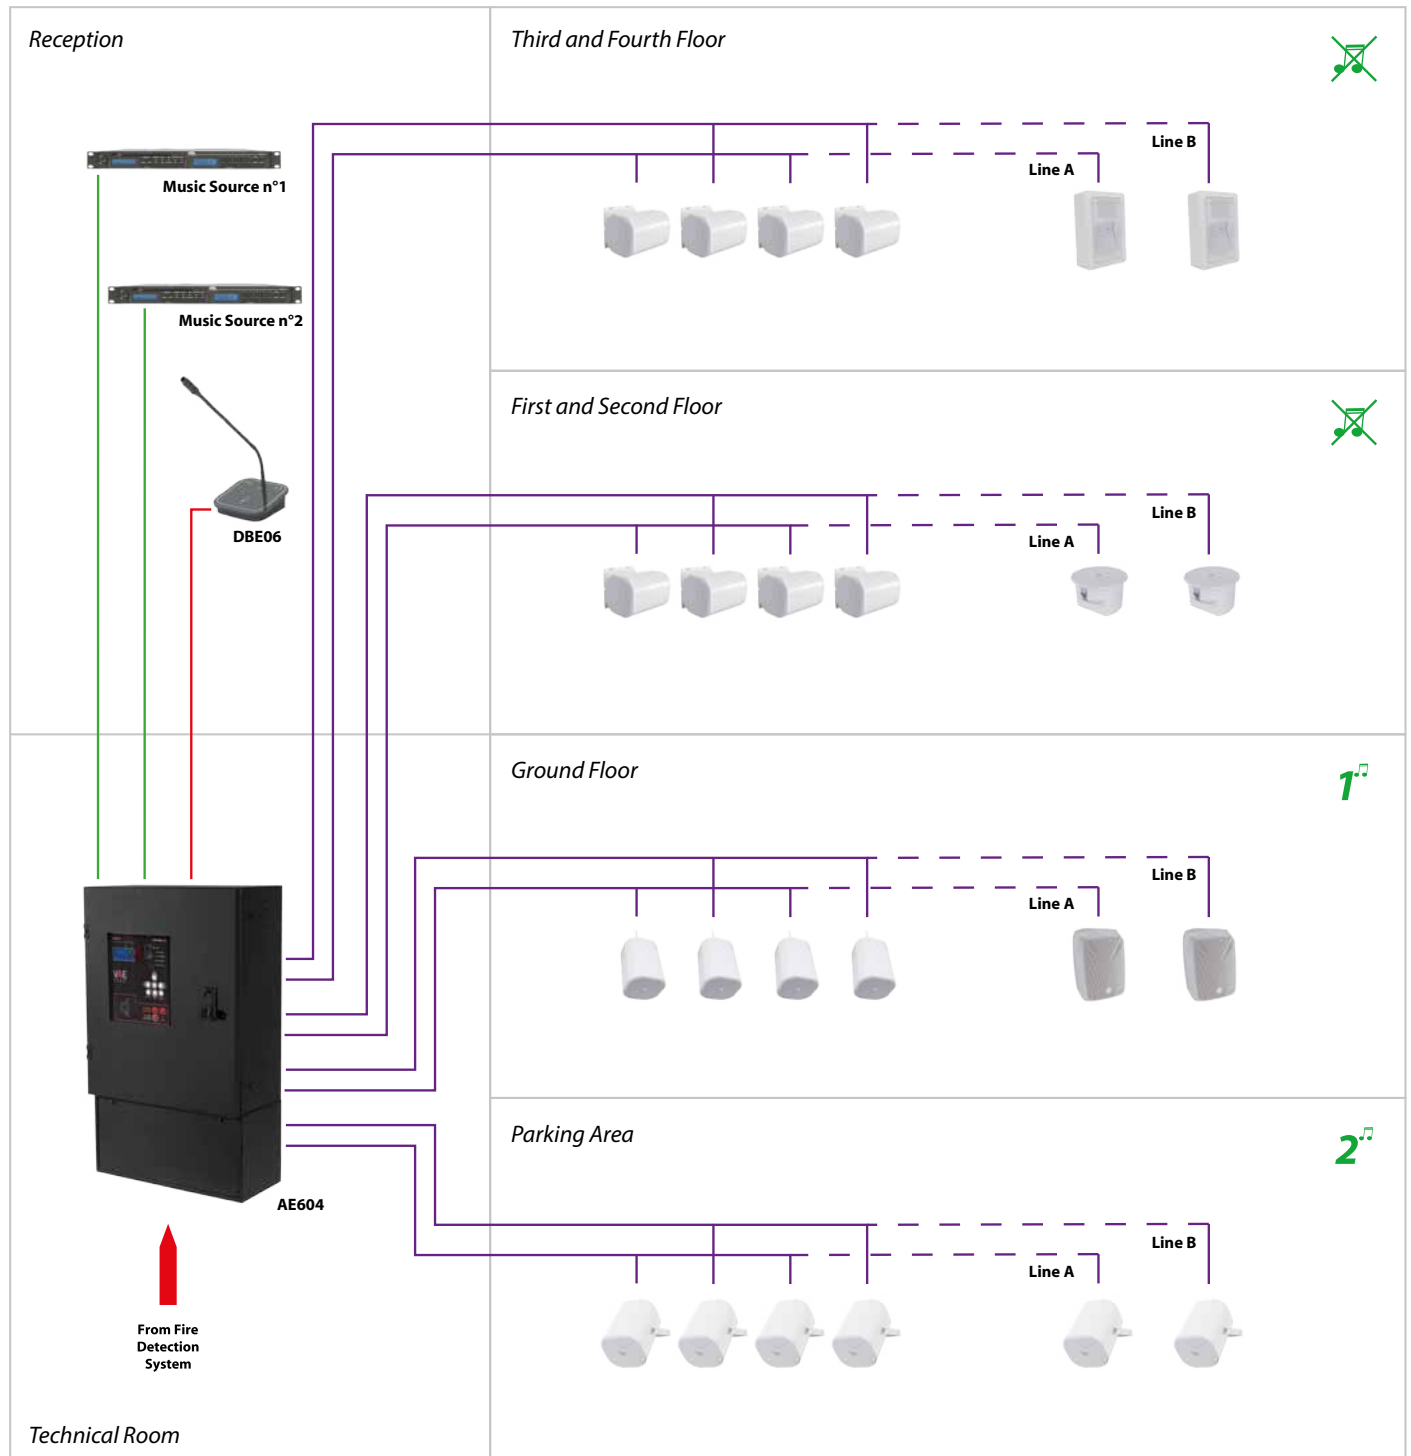 Reception
Music Source n°1
Music Source n°2
DBE06
Third and Fourth Floor
Line B
Line A
First and Second Floor
Line B
Line A
Ground Floor
1
Line B
Line A
Parking Area
2
Line B
Line A
AE604
From Fire
Detection
System
Technical Room